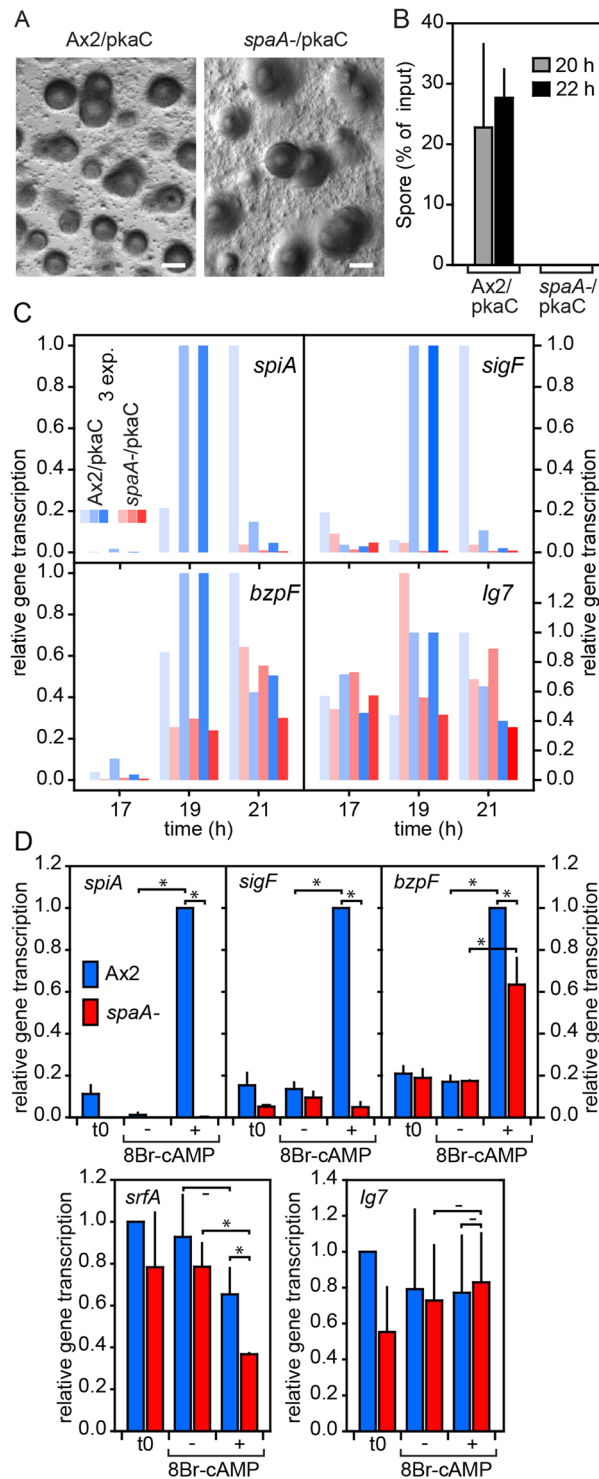 A
Ax2/pkaC
spaA-/pkaC
B
Spore (% of input)
40
30
20
10
0
20 h
22 h
Ax2/
pkaC
spaA-/
pkaC
C
relative gene transcription
1.0
0.8
0.6
0.4
0.2
0.0
3 exp.
Ax2/pkaC
spaA-/pkaC
spiA
sigF
1.0
0.8
0.6
0.4
0.2
0.0
relative gene transcription
relative gene transcription
1.0
0.8
0.6
0.4
0.2
0.0
bzpF
lg7
1.2
1.0
0.8
0.6
0.4
0.2
0.0
relative gene transcription
17 19 21
time (h)
17 19 21
time (h)
D
relative gene transcription
1.2
1.0
0.8
0.6
0.4
0.2
0.0
spiA
*
*
Ax2
spaA-
t0 - +
8Br-cAMP
sigF
*
*
t0 - +
8Br-cAMP
bzpF
*
*
*
t0 - +
8Br-cAMP
1.2
1.0
0.8
0.6
0.4
0.2
0.0
relative gene transcription
relative gene transcription
1.2
1.0
0.8
0.6
0.4
0.2
0.0
srfA
–
*
*
t0 - +
8Br-cAMP
relative gene transcription
1.4
1.2
1.0
0.8
0.6
0.4
0.2
0.0
lg7
–
–
t0 - +
8Br-cAMP